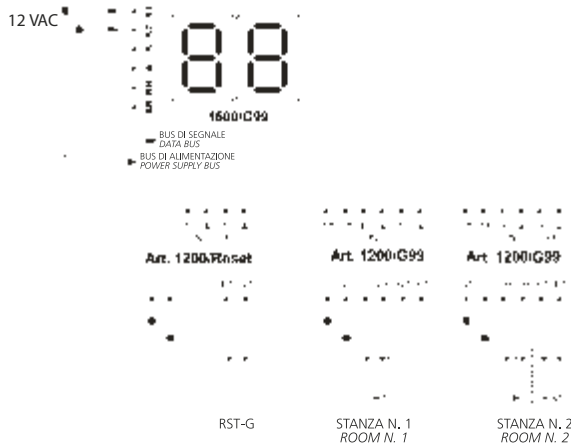 12 VAC
88
1600/G99
BUS DI SEGNALE
DATA BUS
BUS DI ALIMENTAZIONE
POWER SUPPLY BUS
Art. 1200/Reset
Art. 1200/G99
Art 1200/G99
RST-G
STANZA N. 1
ROOM N. 1
STANZA N. 2
ROOM N. 2